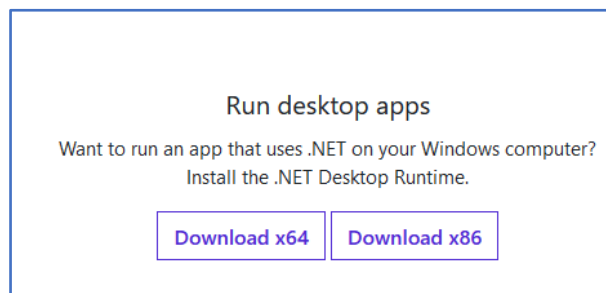 Run desktop apps
Want to run an app that uses .NET on your Windows computer?
Install the .NET Desktop Runtime.
Download x64 Download x86